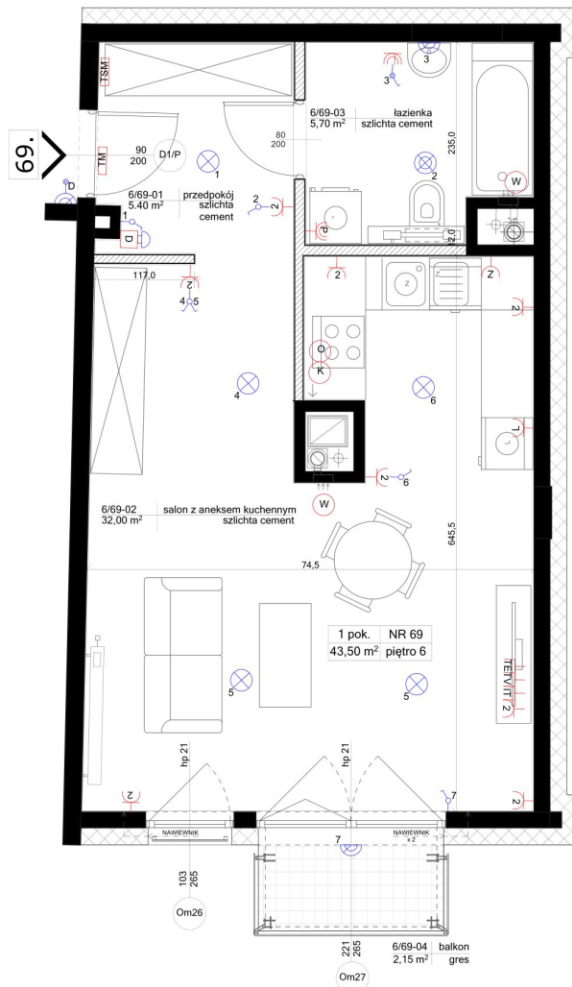 TSM
69.
TM
90
200
D1/P
D
1
6/69-01 przedpokój
5.40 m² szlichta
cement
1
D
80
200
6/69-03 łazienka
5,70 m² szlichta cement
3
3
2
235,0
W
2
2
P
42,0
117,0
2
4 5
2
Z
Z
Z
2
O
K
4
6
L
L
2
6
W
6/69-02 salon z aneksem kuchennym
32,00 m² szlichta cement
645,5
74,5
1 pok. NR 69
43,50 m² piętro 6
TETV/IT / 2
5
5
hp 21
hp 21
2
7
2
NAWIEWNIK
NAWIEWNIK
x 2
7
103
265
Om26
221
265
Om27
6/69-04 balkon
2,15 m² gres